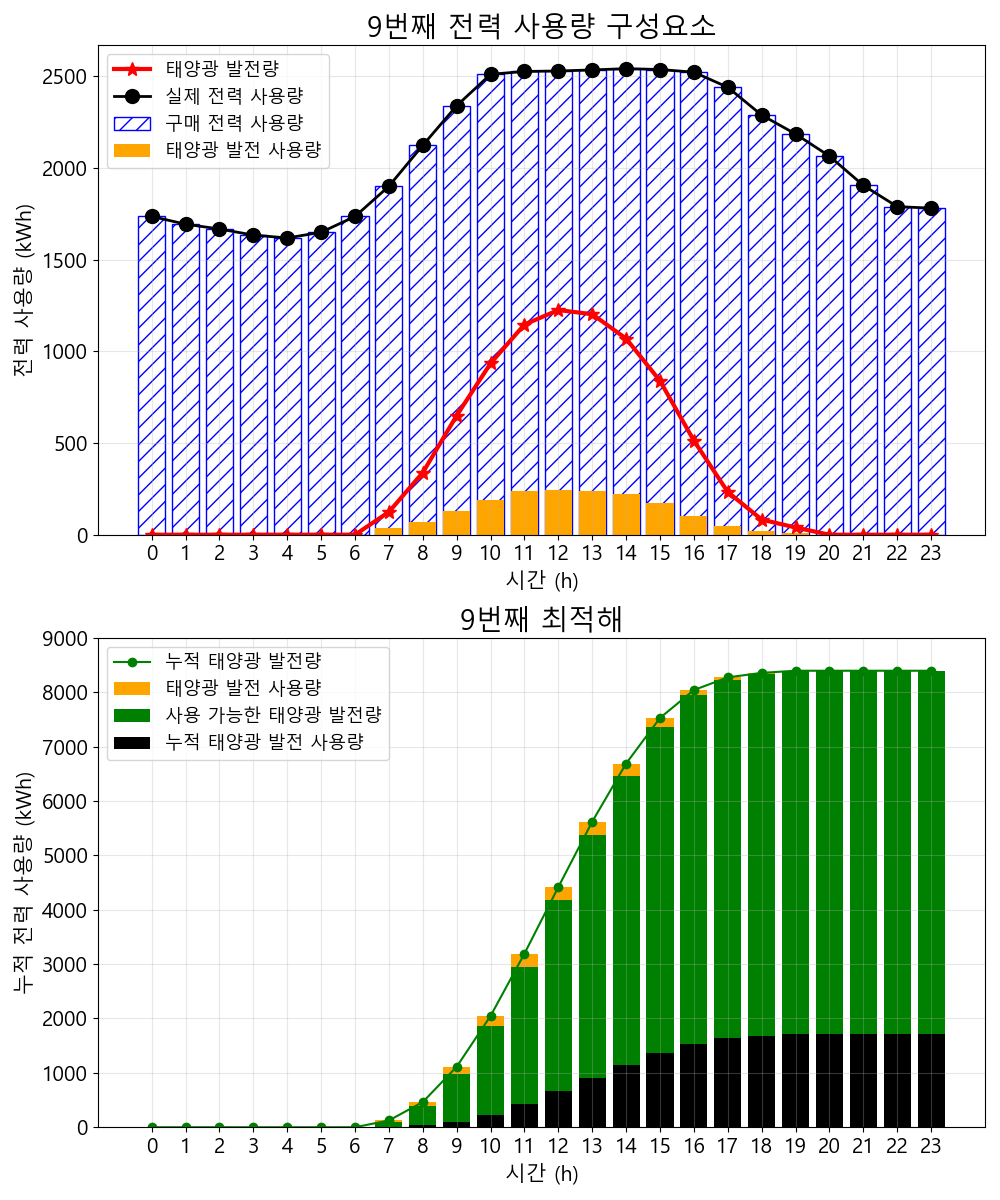 9번째 전력 사용량 구성요소
태양광 발전량
실제 전력 사용량
구매 전력 사용량
태양광 발전 사용량
전력 사용량 (kWh)
2500
2000
1500
1000
500
0
0 1 2 3 4 5 6 7 8 9 10 11 12 13 14 15 16 17 18 19 20 21 22 23
시간 (h)
9번째 최적해
누적 태양광 발전량
태양광 발전 사용량
사용 가능한 태양광 발전량
누적 태양광 발전 사용량
누적 전력 사용량 (kWh)
9000
8000
7000
6000
5000
4000
3000
2000
1000
0
0 1 2 3 4 5 6 7 8 9 10 11 12 13 14 15 16 17 18 19 20 21 22 23
시간 (h)